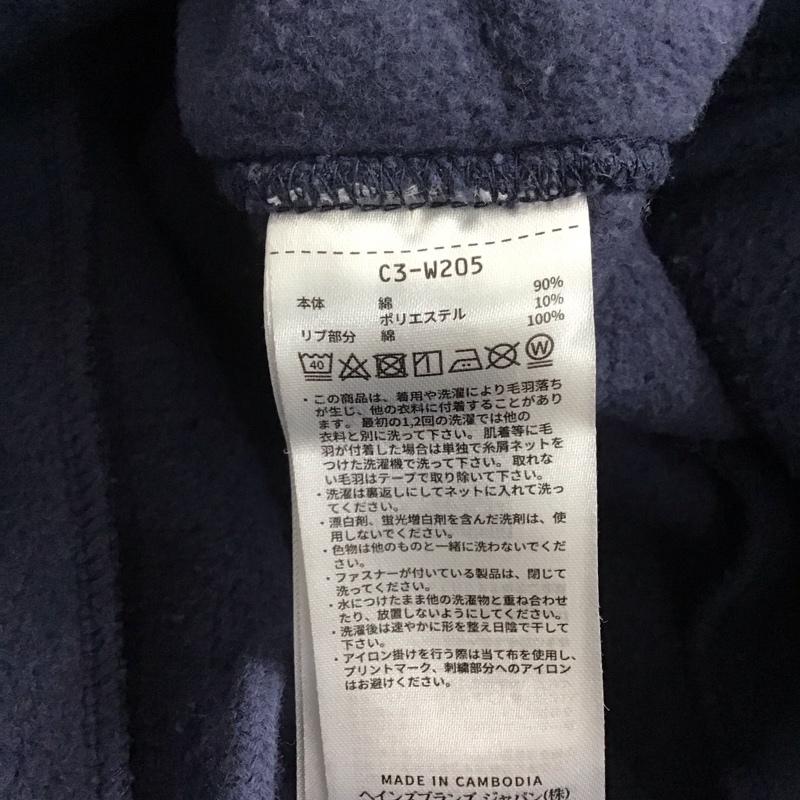 C3-W205
本体 綿 90%
ポリエステル 10%
リブ部分 綿 100%
40 W
・この商品は、着用や洗濯により毛羽落ち
が生じ、他の衣料に付着することがあり
ます。最初の1,2回の洗濯では他の
衣料と別に洗って下さい。肌着等に毛
羽が付着した場合は単独で糸屑ネットを
つけた洗濯機で洗って下さい。取れな
い毛羽はテープで取り除いて下さい。
・洗濯は裏返しにしてネットに入れて洗っ
てください。
・漂白剤、蛍光増白剤を含んだ洗剤は、使
用しないでください。
・色物は他のものと一緒に洗わないでくだ
さい。
・ファスナーが付いている製品は、閉じて
洗ってください。
・水につけたまま他の洗濯物と重ね合わせ
たり、放置しないようにしてください。
・洗濯後は速やかに形を整え日陰で干して
下さい。
・アイロン掛けを行う際は当て布を使用し、
プリントマーク、刺繍部分へのアイロン
はお避けください。
MADE IN CAMBODIA
ヘインズブランズ ジャパン(株)